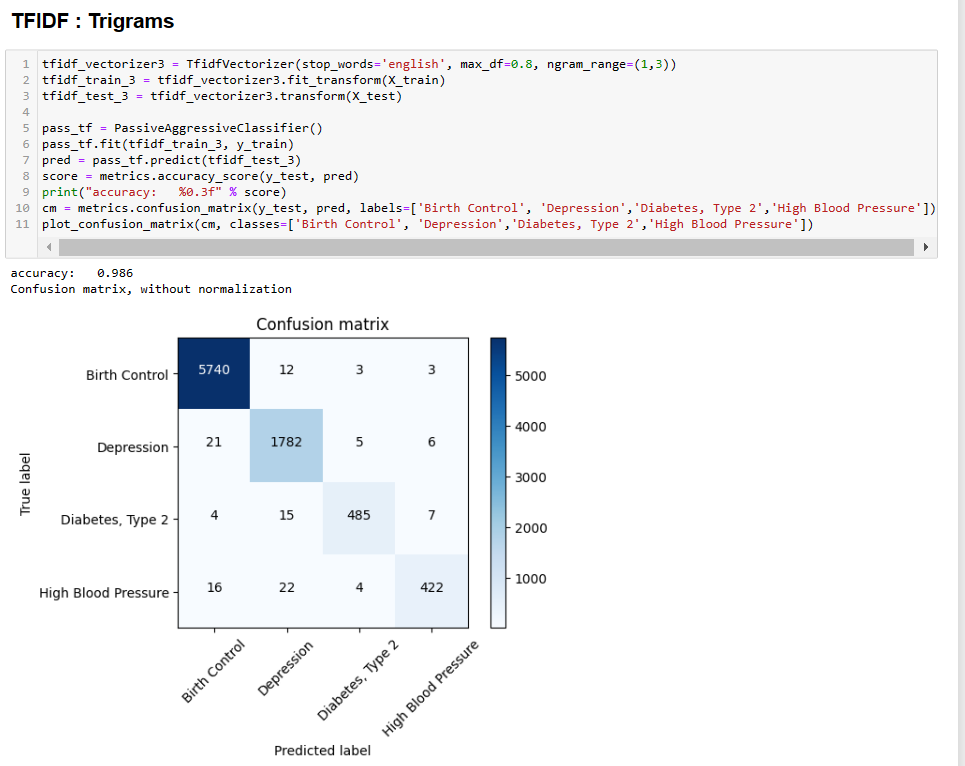 TFIDF : Trigrams
1 tfidf_vectorizer3 = TfidfVectorizer(stop_words='english', max_df=0.8, ngram_range=(1,3))
2 tfidf_train_3 = tfidf_vectorizer3.fit_transform(X_train)
3 tfidf_test_3 = tfidf_vectorizer3.transform(X_test)
4
5 pass_tf = PassiveAggressiveClassifier()
6 pass_tf.fit(tfidf_train_3, y_train)
7 pred = pass_tf.predict(tfidf_test_3)
8 score = metrics.accuracy_score(y_test, pred)
9 print("accuracy:   %0.3f" % score)
10 cm = metrics.confusion_matrix(y_test, pred, labels=['Birth Control', 'Depression','Diabetes, Type 2','High Blood Pressure'])
11 plot_confusion_matrix(cm, classes=['Birth Control', 'Depression','Diabetes, Type 2','High Blood Pressure'])
accuracy:   0.986
Confusion matrix, without normalization
Confusion matrix
Birth Control 5740 12 3 3
Depression 21 1782 5 6
Diabetes, Type 2 4 15 485 7
High Blood Pressure 16 22 4 422
True label
Birth Control
Depression
Diabetes, Type 2
High Blood Pressure
Predicted label
5000
4000
3000
2000
1000